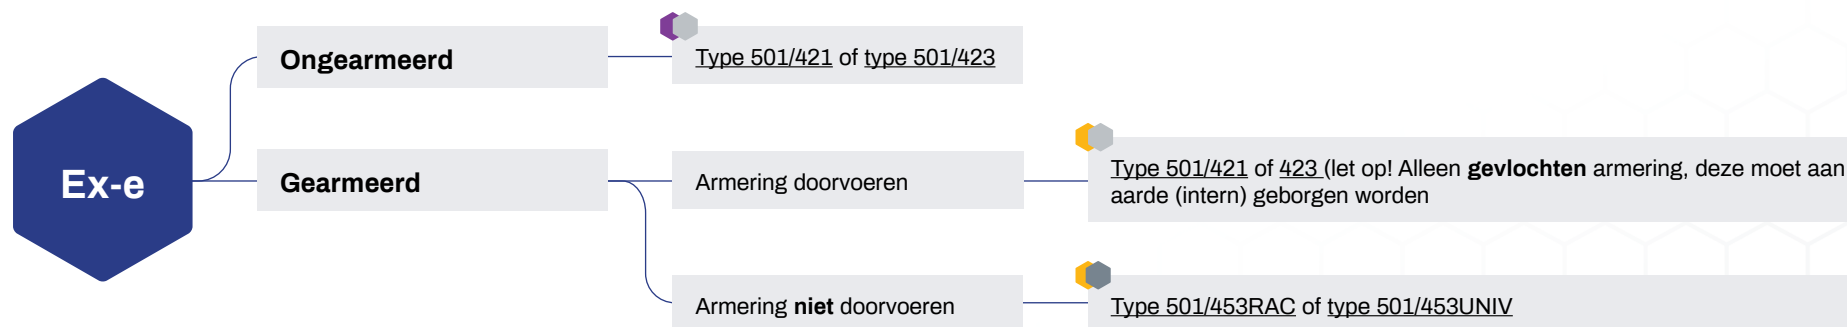 Ex-e
Ongearmeerd
Type 501/421 of type 501/423
Gearmeerd
Armering doorvoeren
Type 501/421 of 423 (let op! Alleen gevlochten armering, deze moet aan
aarde (intern) geborgen worden
Armering niet doorvoeren
Type 501/453RAC of type 501/453UNIV